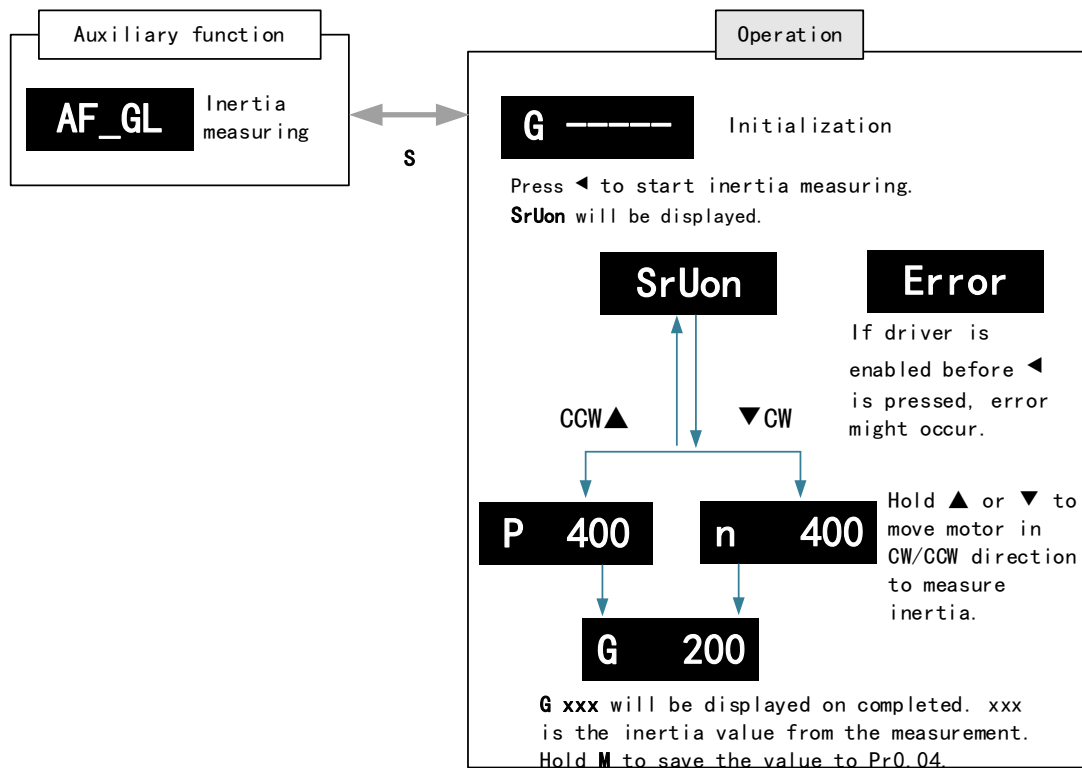 Auxiliary function
AF_GL
Inertia
measuring
S
Operation
G -----
Initialization
Press ◀ to start inertia measuring.
SrUon will be displayed.
SrUon
Error
If driver is
enabled before ◀
is pressed, error
might occur.
CCW▲
▼CW
P 400
n 400
Hold ▲ or ▼ to
move motor in
CW/CCW direction
to measure
inertia.
G 200
G xxx will be displayed on completed. xxx
is the inertia value from the measurement.
Hold M to save the value to Pr0.04.